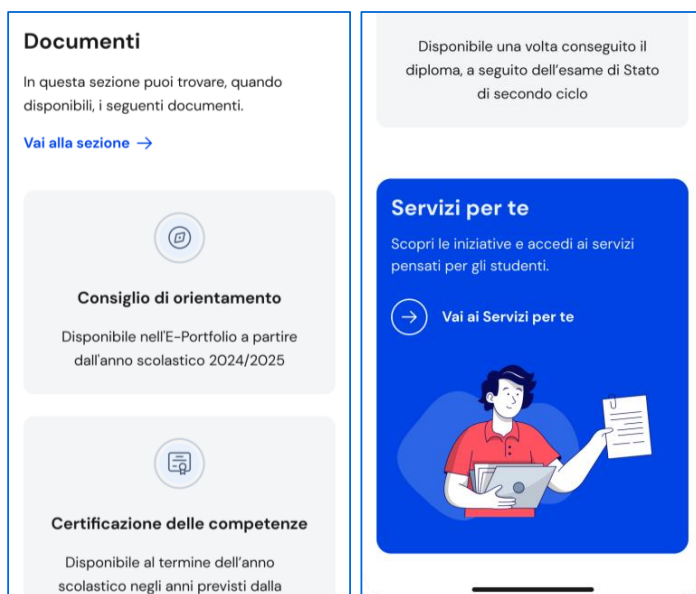 Documenti
In questa sezione puoi trovare, quando
disponibili, i seguenti documenti.
Vai alla sezione
Consiglio di orientamento
Disponibile nell'E-Portfolio a partire
dall'anno scolastico 2024/2025
Certificazione delle competenze
Disponibile al termine dell'anno
scolastico negli anni previsti dalla
Disponibile una volta conseguito il
diploma, a seguito dell'esame di Stato
di secondo ciclo
Servizi per te
Scopri le iniziative e accedi ai servizi
pensati per gli studenti.
Vai ai Servizi per te